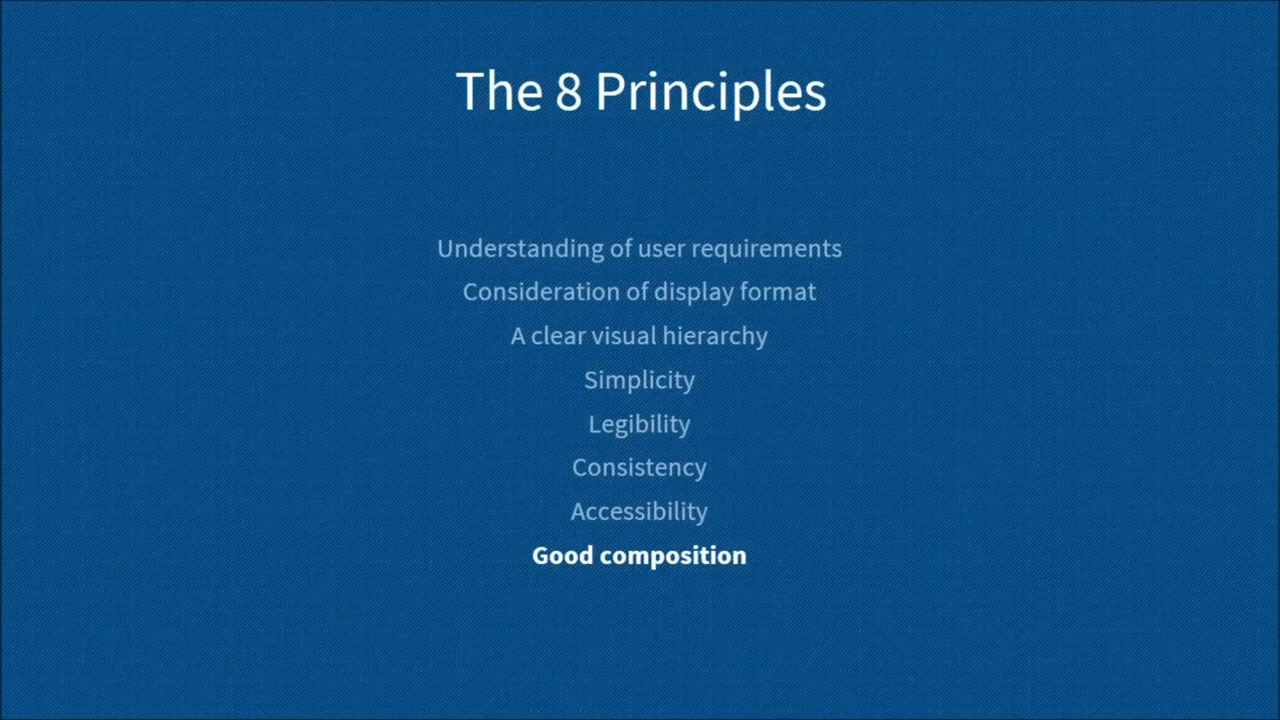 The 8 Principles
Understanding of user requirements
Consideration of display format
A clear visual hierarchy
Simplicity
Legibility
Consistency
Accessibility
Good composition